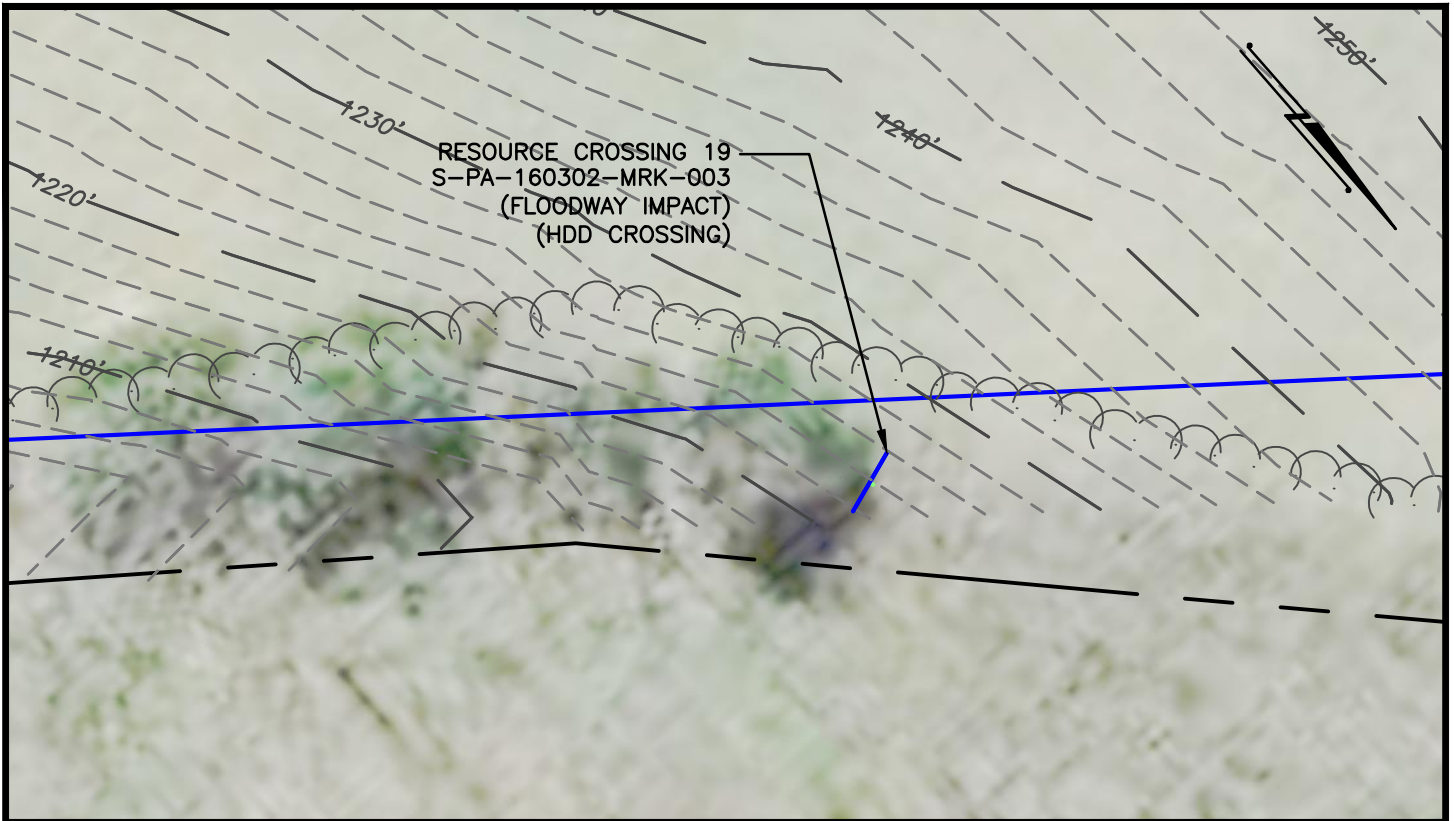 1250'
1230'
1240'
RESOURCE CROSSING 19
S-PA-160302-MRK-003
(FLOODWAY IMPACT)
(HDD CROSSING)
1220'
1210'